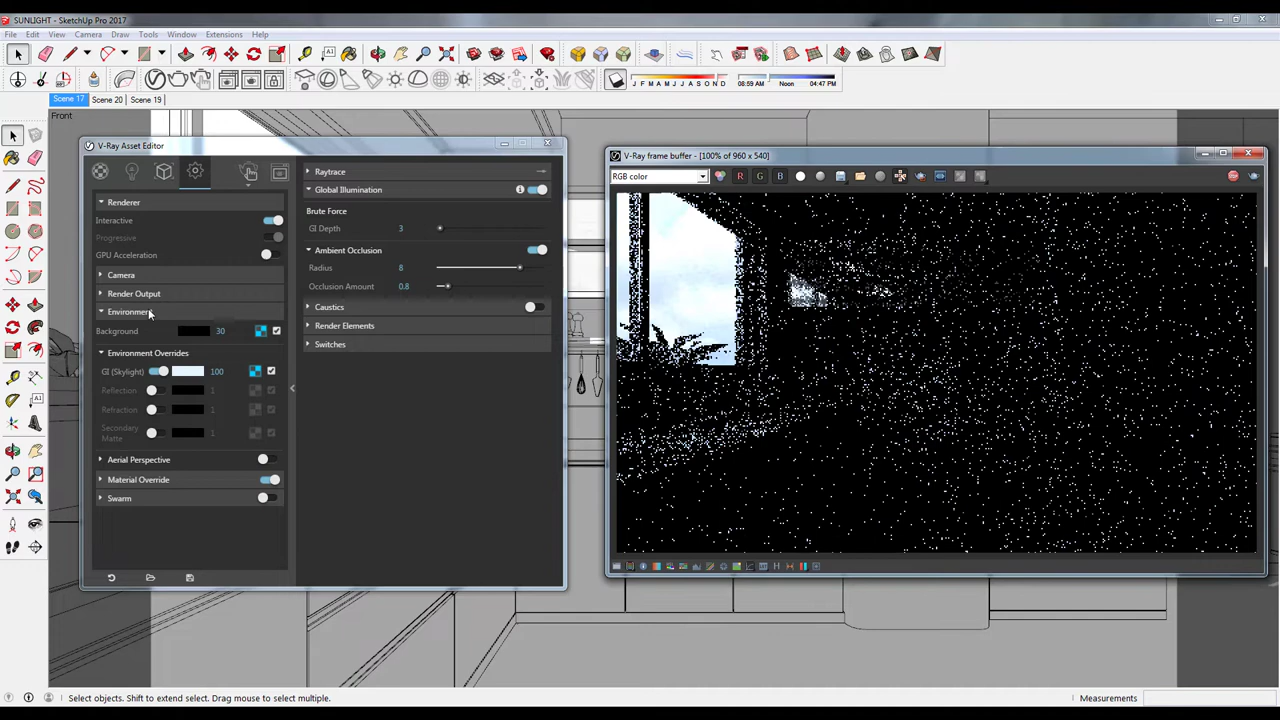 SUNLIGHT - SketchUp Pro 2017
File Edit View Camera Draw Tools Window Extensions Help
J F M A M J J A S O N D
08:59 AM Noon 04:47 PM
Scene 17 Scene 20 Scene 19
Front
V-Ray Asset Editor
Renderer
Interactive
Progressive
GPU Acceleration
Camera
Render Output
Environment
Background 30
Environment Overrides
GI (Skylight) 100
Reflection 1
Refraction 1
Secondary
Matte 1
Aerial Perspective
Material Override
Swarm
Raytrace
Global Illumination
Brute Force
GI Depth 3
Ambient Occlusion
Radius 8
Occlusion Amount 0.8
Caustics
Render Elements
Switches
V-Ray frame buffer - [100% of 960 x 540]
RGB color
R G B
Select objects. Shift to extend select. Drag mouse to select multiple.
Measurements